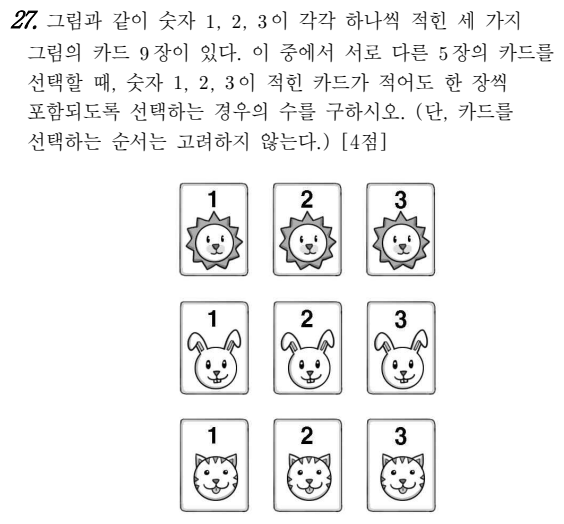 27. 그림과 같이 숫자 1, 2, 3이 각각 하나씩 적힌 세 가지
그림의 카드 9장이 있다. 이 중에서 서로 다른 5장의 카드를
선택할 때, 숫자 1, 2, 3이 적힌 카드가 적어도 한 장씩
포함되도록 선택하는 경우의 수를 구하시오. (단, 카드를
선택하는 순서는 고려하지 않는다.) [4점]
1 2 3
1 2 3
1 2 3